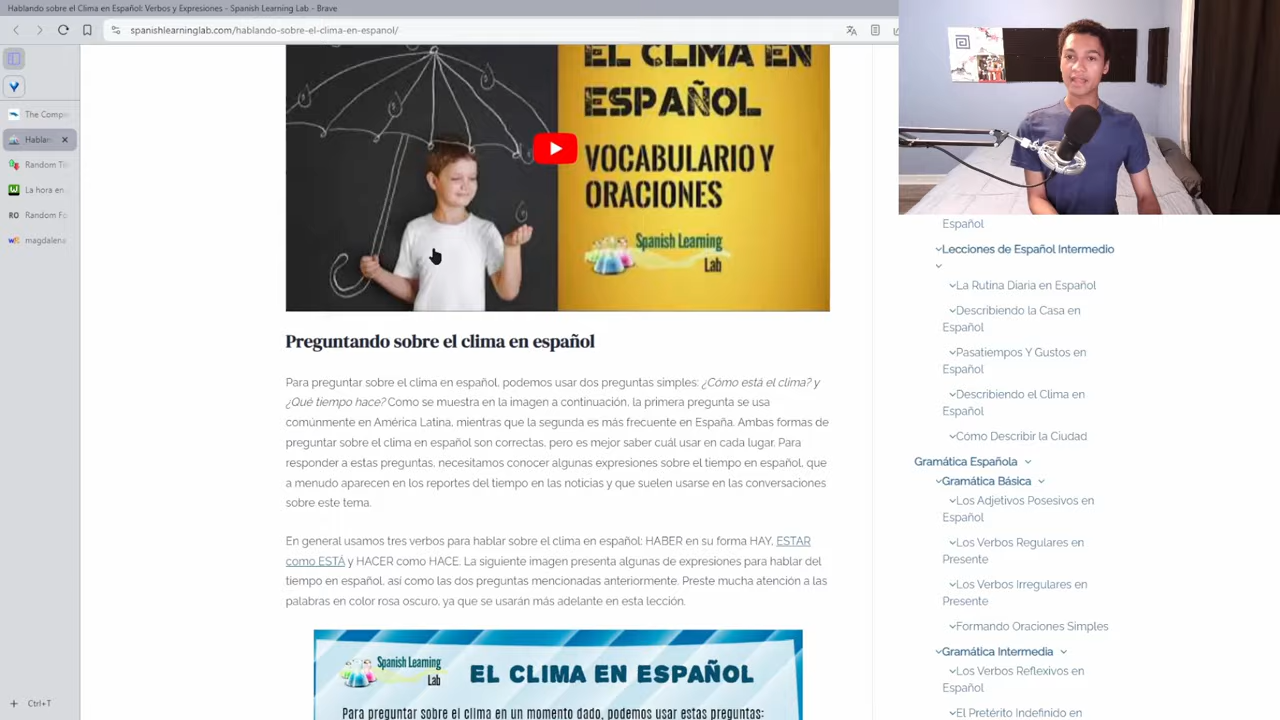 Hablando sobre el Clima en Español: Verbos y Expresiones - Spanish Learning Lab - Brave
spanishlearninglab.com/hablando-sobre-el-clima-en-espanol/
The Compl
Hablan
Random Ti
La hora en
RO Random Fo
magdalena
Ctrl+T
EL CLIMA EN
ESPAÑOL
VOCABULARIO Y
ORACIONES
Spanish Learning
Lab
Preguntando sobre el clima en español
Para preguntar sobre el clima en español, podemos usar dos preguntas simples: ¿Cómo está el clima? y
¿Qué tiempo hace? Como se muestra en la imagen a continuación, la primera pregunta se usa
comúnmente en América Latina, mientras que la segunda es más frecuente en España. Ambas formas de
preguntar sobre el clima en español son correctas, pero es mejor saber cuál usar en cada lugar. Para
responder a estas preguntas, necesitamos conocer algunas expresiones sobre el tiempo en español, que
a menudo aparecen en los reportes del tiempo en las noticias y que suelen usarse en las conversaciones
sobre este tema.
En general usamos tres verbos para hablar sobre el clima en español: HABER en su forma HAY, ESTAR
como ESTÁ y HACER como HACE. La siguiente imagen presenta algunas de expresiones para hablar del
tiempo en español, así como las dos preguntas mencionadas anteriormente. Preste mucha atención a las
palabras en color rosa oscuro, ya que se usarán más adelante en esta lección.
Spanish Learning
Lab
EL CLIMA EN ESPAÑOL
Para preguntar sobre el clima en un momento dado, podemos usar estas preguntas:
Español
Lecciones de Español Intermedio
La Rutina Diaria en Español
Describiendo la Casa en
Español
Pasatiempos Y Gustos en
Español
Describiendo el Clima en
Español
Cómo Describir la Ciudad
Gramática Española
Gramática Básica
Los Adjetivos Posesivos en
Español
Los Verbos Regulares en
Presente
Los Verbos Irregulares en
Presente
Formando Oraciones Simples
Gramática Intermedia
Los Verbos Reflexivos en
Español
El Pretérito Indefinido en